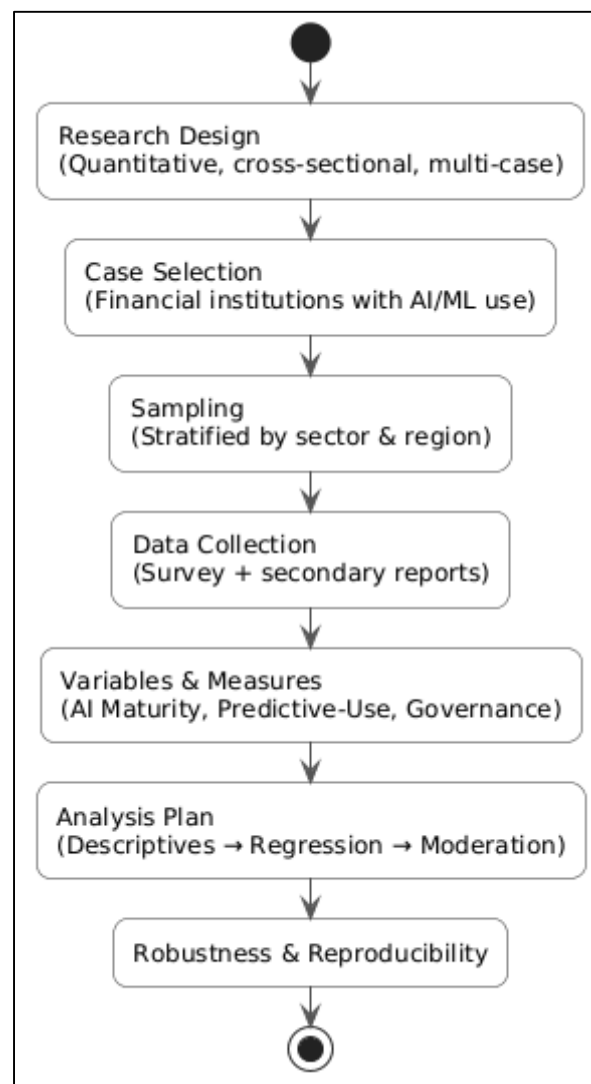 Research Design
(Quantitative, cross-sectional, multi-case)
Case Selection
(Financial institutions with AI/ML use)
Sampling
(Stratified by sector & region)
Data Collection
(Survey + secondary reports)
Variables & Measures
(AI Maturity, Predictive-Use, Governance)
Analysis Plan
(Descriptives → Regression → Moderation)
Robustness & Reproducibility